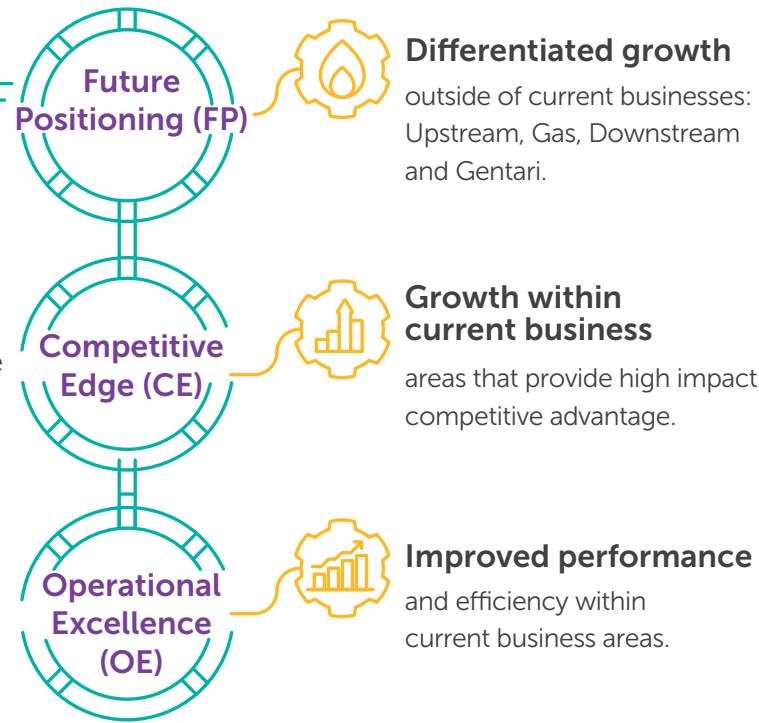 Future
Positioning (FP)
Differentiated growth
outside of current businesses:
Upstream, Gas, Downstream
and Gentari.
Competitive
Edge (CE)
Growth within
current business
areas that provide high impact
competitive advantage.
Operational
Excellence
(OE)
Improved performance
and efficiency within
current business areas.